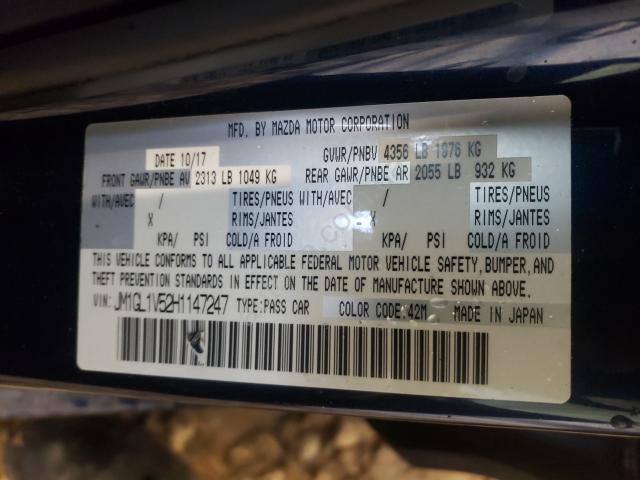 MFD. BY MAZDA MOTOR CORPORATION
DATE 10/17 GVWR/PNBV 4356 LB 1976 KG
FRONT GAWR/PNBE AV 2313 LB 1049 KG REAR GAWR/PNBE AR 2055 LB 932 KG
WITH/AVEC / TIRES/PNEUS WITH/AVEC / TIRES/PNEUS
- X RIMS/JANTES - X RIMS/JANTES
KPA/ PSI COLD/A FROID KPA/ PSI COLD/A FROID
THIS VEHICLE CONFORMS TO ALL APPLICABLE FEDERAL MOTOR VEHICLE SAFETY, BUMPER, AND
THEFT PREVENTION STANDARDS IN EFFECT ON THE DATE OF MANUFACTURE SHOWN ABOVE.
VIN: JM1GL1V52H1147247 TYPE:PASS CAR COLOR CODE:42M MADE IN JAPAN